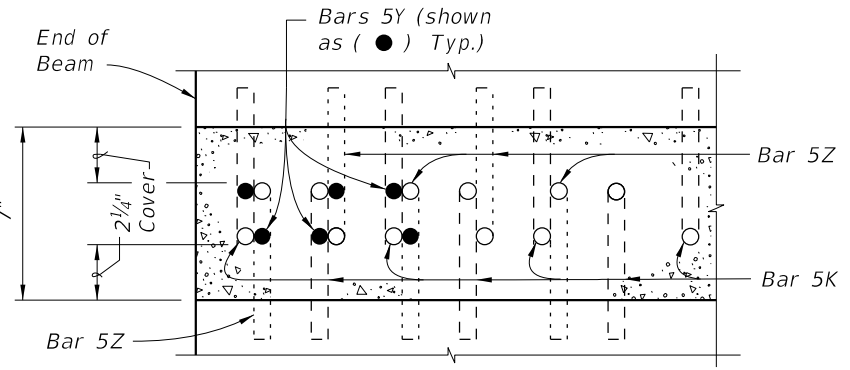 Bars 5Y (shown
as ( ● ) Typ.)
End of
Beam
Bar 5Z
2¼"
Cover
Bar 5K
Bar 5Z